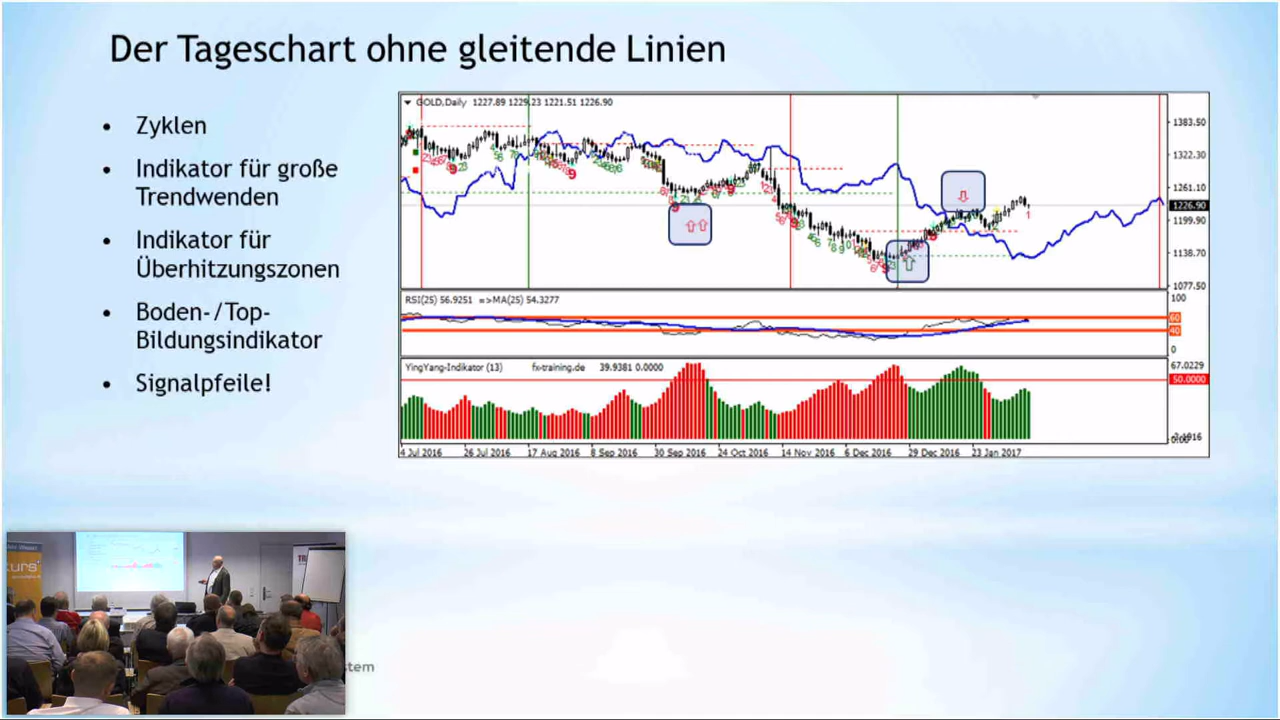 Der Tageschart ohne gleitende Linien
• Zyklen
• Indikator für große
Trendwenden
• Indikator für
Überhitzungszonen
• Boden-/Top-
Bildungsindikator
• Signalpfeile!
GOLD,Daily 1227.89 1229.23 1221.51 1226.90
1383.50
1322.30
1261.10
1226.90
1199.90
1138.70
1077.50
RSI(25) 56.9251 =>MA(25) 54.3277
100
60
40
0
YingYang-Indikator (13) fx-training.de 39.9381 0.0000
67.0229
50.0000
4 Jul 2016 26 Jul 2016 17 Aug 2016 8 Sep 2016 30 Sep 2016 24 Oct 2016 14 Nov 2016 6 Dec 2016 29 Dec 2016 23 Jan 2017
kurs+
stem